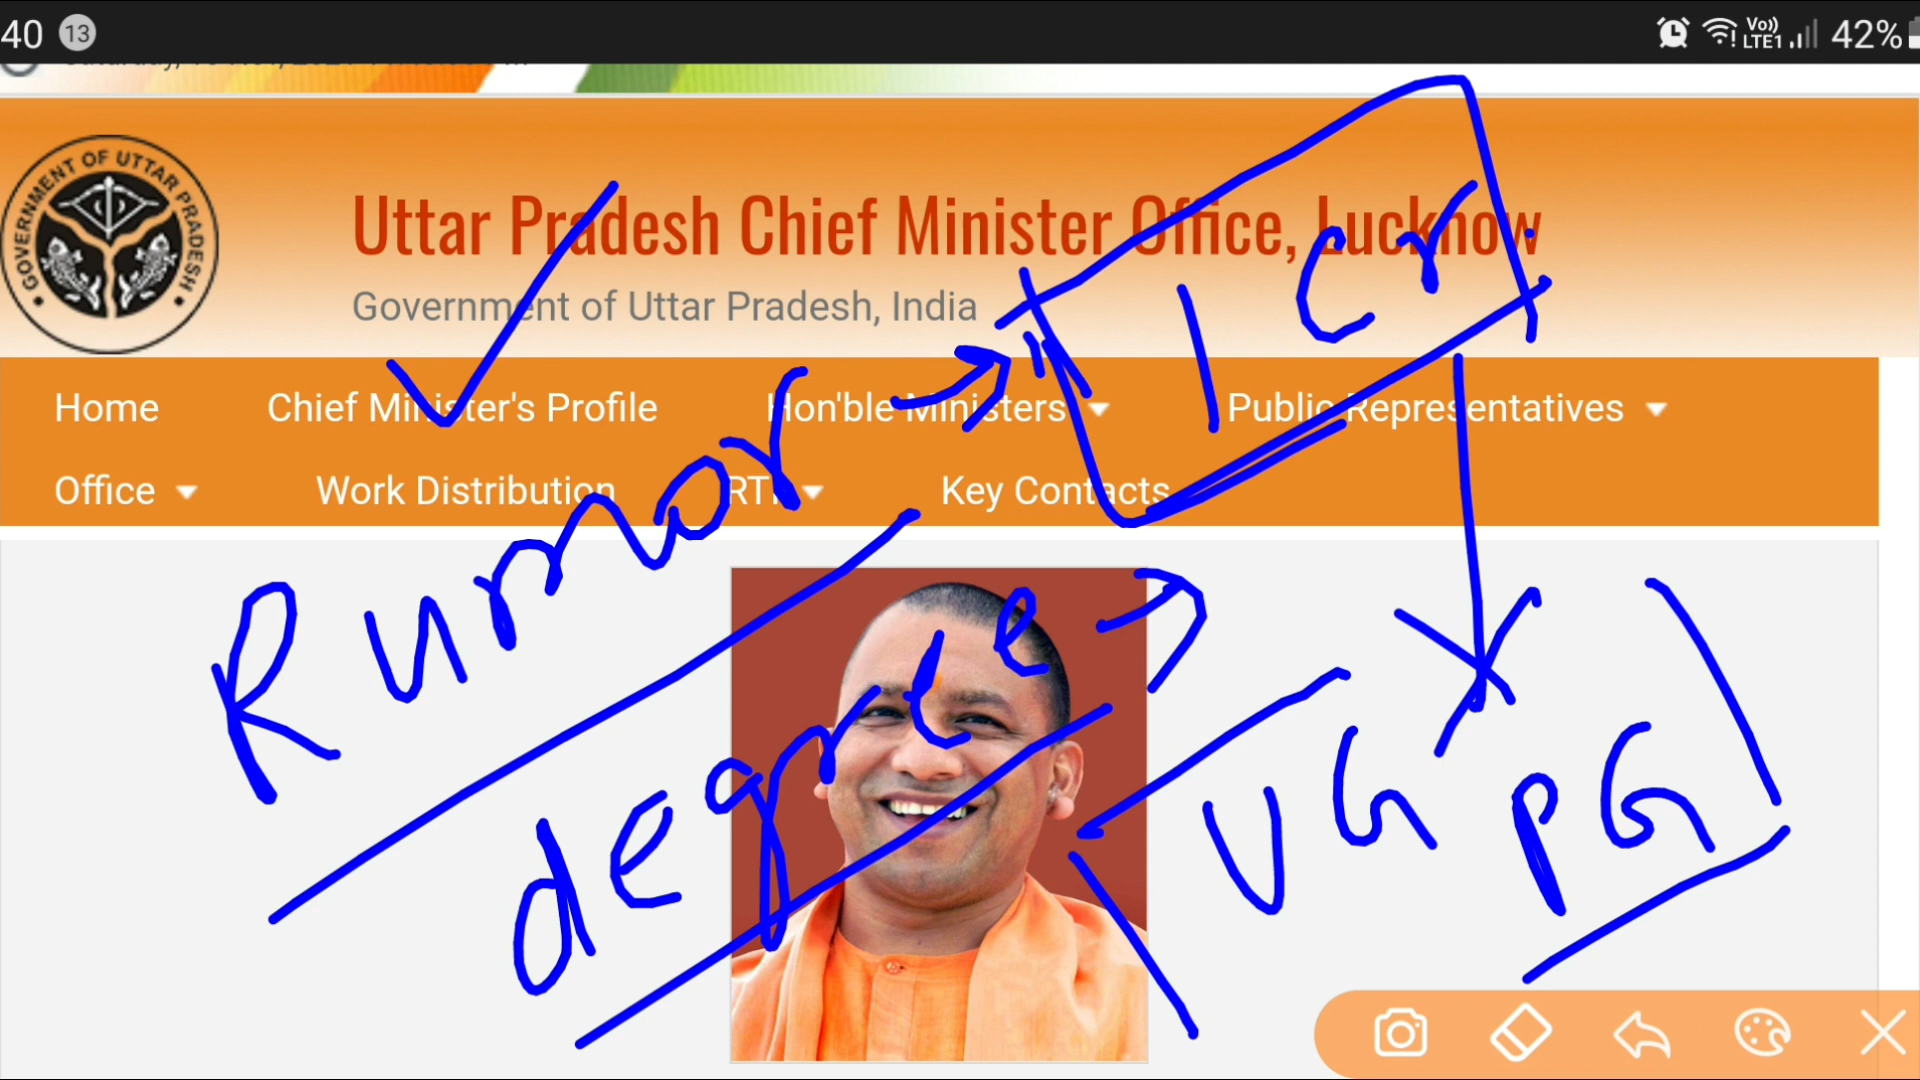 40 13 Vo)) LTE1 42%
GOVERNMENT OF UTTAR PRADESH
Uttar Pradesh Chief Minister Office, Lucknow
Government of Uttar Pradesh, India
1 Cr
Home Chief Minister's Profile Hon'ble Ministers Public Representatives
Office Work Distribution RTI Key Contacts
Rumor
degree
UG PG